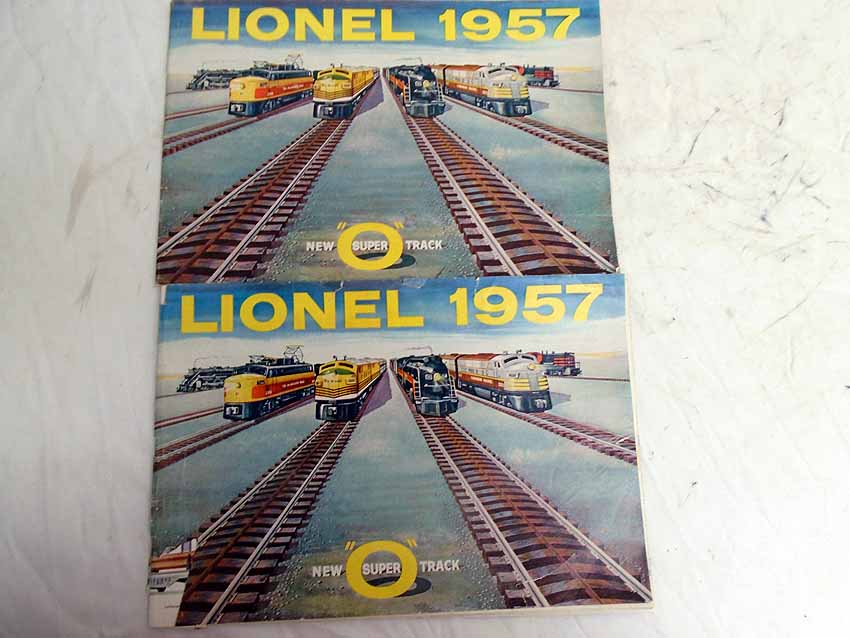 LIONEL 1957
NEW "O" SUPER TRACK
LIONEL 1957
NEW "O" SUPER TRACK